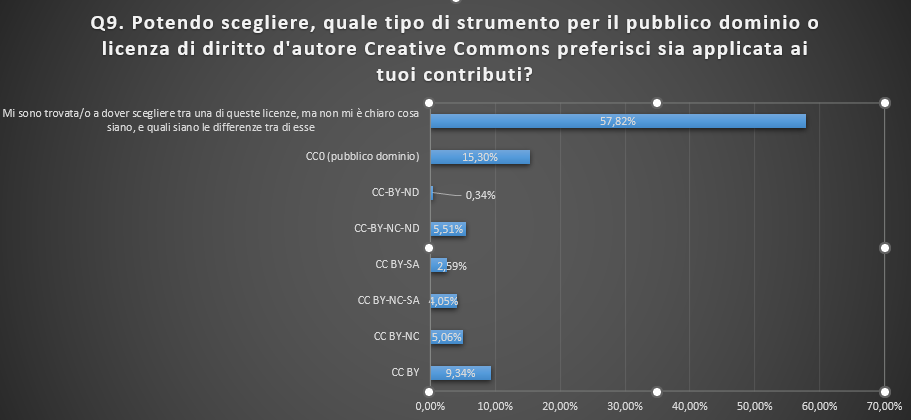 Q9. Potendo scegliere, quale tipo di strumento per il pubblico dominio o
licenza di diritto d'autore Creative Commons preferisci sia applicata ai
tuoi contributi?
Mi sono trovata/o a dover scegliere tra una di queste licenze, ma non mi è chiaro cosa
siano, e quali siano le differenze tra di esse
57,82%
CC0 (pubblico dominio)
15,30%
CC-BY-ND
0,34%
CC-BY-NC-ND
5,51%
CC BY-SA
2,59%
CC BY-NC-SA
4,05%
CC BY-NC
5,06%
CC BY
9,34%
0,00% 10,00% 20,00% 30,00% 40,00% 50,00% 60,00% 70,00%